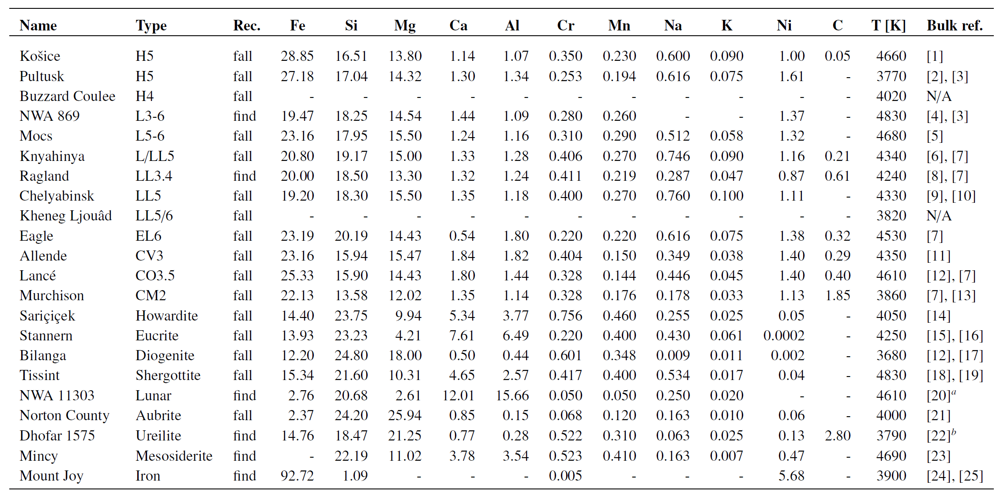 Name Type Rec. Fe Si Mg Ca Al Cr Mn Na K Ni C T [K] Bulk ref.
Košice H5 fall 28.85 16.51 13.80 1.14 1.07 0.350 0.230 0.600 0.090 1.00 0.05 4660 [1]
Pultusk H5 fall 27.18 17.04 14.32 1.30 1.34 0.253 0.194 0.616 0.075 1.61 - 3770 [2], [3]
Buzzard Coulee H4 fall - - - - - - - - - - - 4020 N/A
NWA 869 L3-6 find 19.47 18.25 14.54 1.44 1.09 0.280 0.260 - - 1.37 - 4830 [4], [3]
Mocs L5-6 fall 23.16 17.95 15.50 1.24 1.16 0.310 0.290 0.512 0.058 1.32 - 4680 [5]
Knyahinya L/LL5 fall 20.80 19.17 15.00 1.33 1.28 0.406 0.270 0.746 0.090 1.16 0.21 4340 [6], [7]
Ragland LL3.4 find 20.00 18.50 13.30 1.32 1.24 0.411 0.219 0.287 0.047 0.87 0.61 4240 [8], [7]
Chelyabinsk LL5 fall 19.20 18.30 15.50 1.35 1.18 0.400 0.270 0.760 0.100 1.11 - 4330 [9], [10]
Kheneg Ljouâd LL5/6 fall - - - - - - - - - - - 3820 N/A
Eagle EL6 fall 23.19 20.19 14.43 0.54 1.80 0.220 0.220 0.616 0.075 1.38 0.32 4530 [7]
Allende CV3 fall 23.16 15.94 15.47 1.84 1.82 0.404 0.150 0.349 0.038 1.40 0.29 4350 [11]
Lancé CO3.5 fall 25.33 15.90 14.43 1.80 1.44 0.328 0.144 0.446 0.045 1.40 0.40 4610 [12], [7]
Murchison CM2 fall 22.13 13.58 12.02 1.35 1.14 0.328 0.176 0.178 0.033 1.13 1.85 3860 [7], [13]
Sariçiçek Howardite fall 14.40 23.75 9.94 5.34 3.77 0.756 0.460 0.255 0.025 0.05 - 4050 [14]
Stannern Eucrite fall 13.93 23.23 4.21 7.61 6.49 0.220 0.400 0.430 0.061 0.0002 - 4250 [15], [16]
Bilanga Diogenite fall 12.20 24.80 18.00 0.50 0.44 0.601 0.348 0.009 0.011 0.002 - 3680 [12], [17]
Tissint Shergottite fall 15.34 21.60 10.31 4.65 2.57 0.417 0.400 0.534 0.017 0.04 - 4830 [18], [19]
NWA 11303 Lunar find 2.76 20.68 2.61 12.01 15.66 0.050 0.050 0.250 0.020 - - 4610 [20]a
Norton County Aubrite fall 2.37 24.20 25.94 0.85 0.15 0.068 0.120 0.163 0.010 0.06 - 4000 [21]
Dhofar 1575 Ureilite find 14.76 18.47 21.25 0.77 0.28 0.522 0.310 0.063 0.025 0.13 2.80 3790 [22]b
Mincy Mesosiderite find - 22.19 11.02 3.78 3.54 0.523 0.410 0.163 0.007 0.47 - 4690 [23]
Mount Joy Iron find 92.72 1.09 - - - 0.005 - - - 5.68 - 3900 [24], [25]